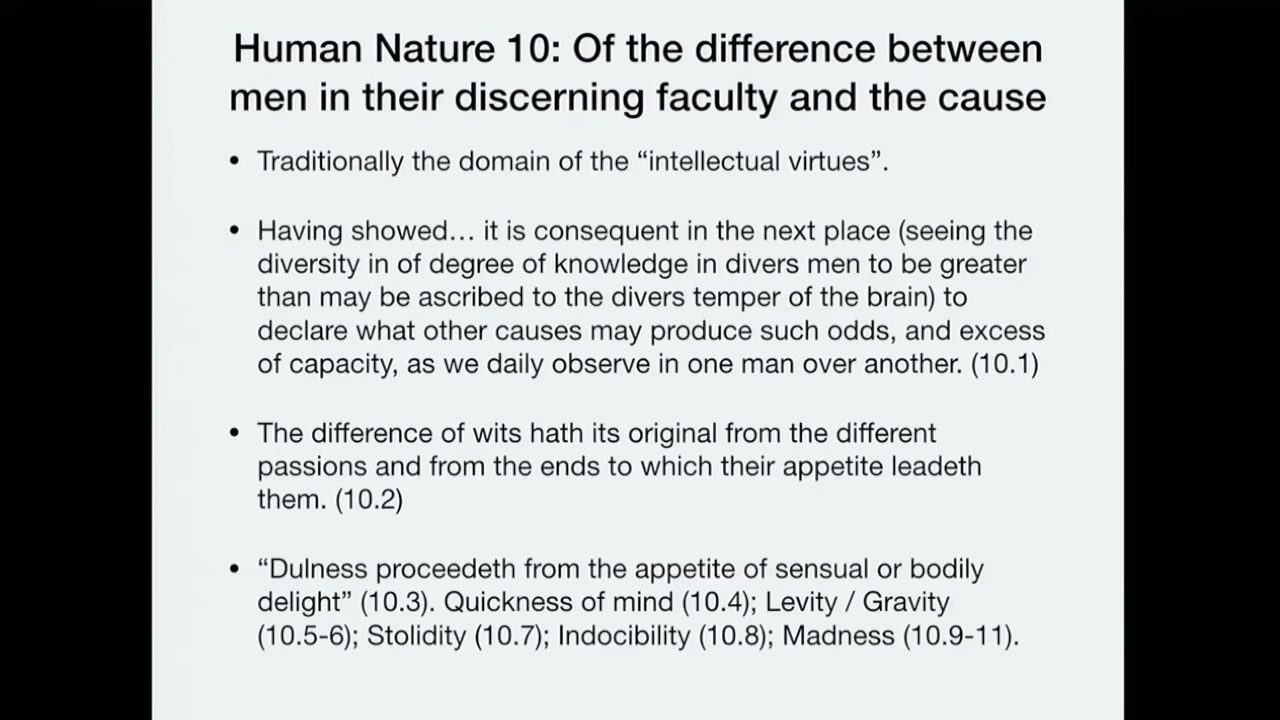 Human Nature 10: Of the difference between
men in their discerning faculty and the cause
• Traditionally the domain of the “intellectual virtues”.
• Having showed… it is consequent in the next place (seeing the
diversity in of degree of knowledge in divers men to be greater
than may be ascribed to the divers temper of the brain) to
declare what other causes may produce such odds, and excess
of capacity, as we daily observe in one man over another. (10.1)
• The difference of wits hath its original from the different
passions and from the ends to which their appetite leadeth
them. (10.2)
• “Dulness proceedeth from the appetite of sensual or bodily
delight” (10.3). Quickness of mind (10.4); Levity / Gravity
(10.5-6); Stolidity (10.7); Indocibility (10.8); Madness (10.9-11).